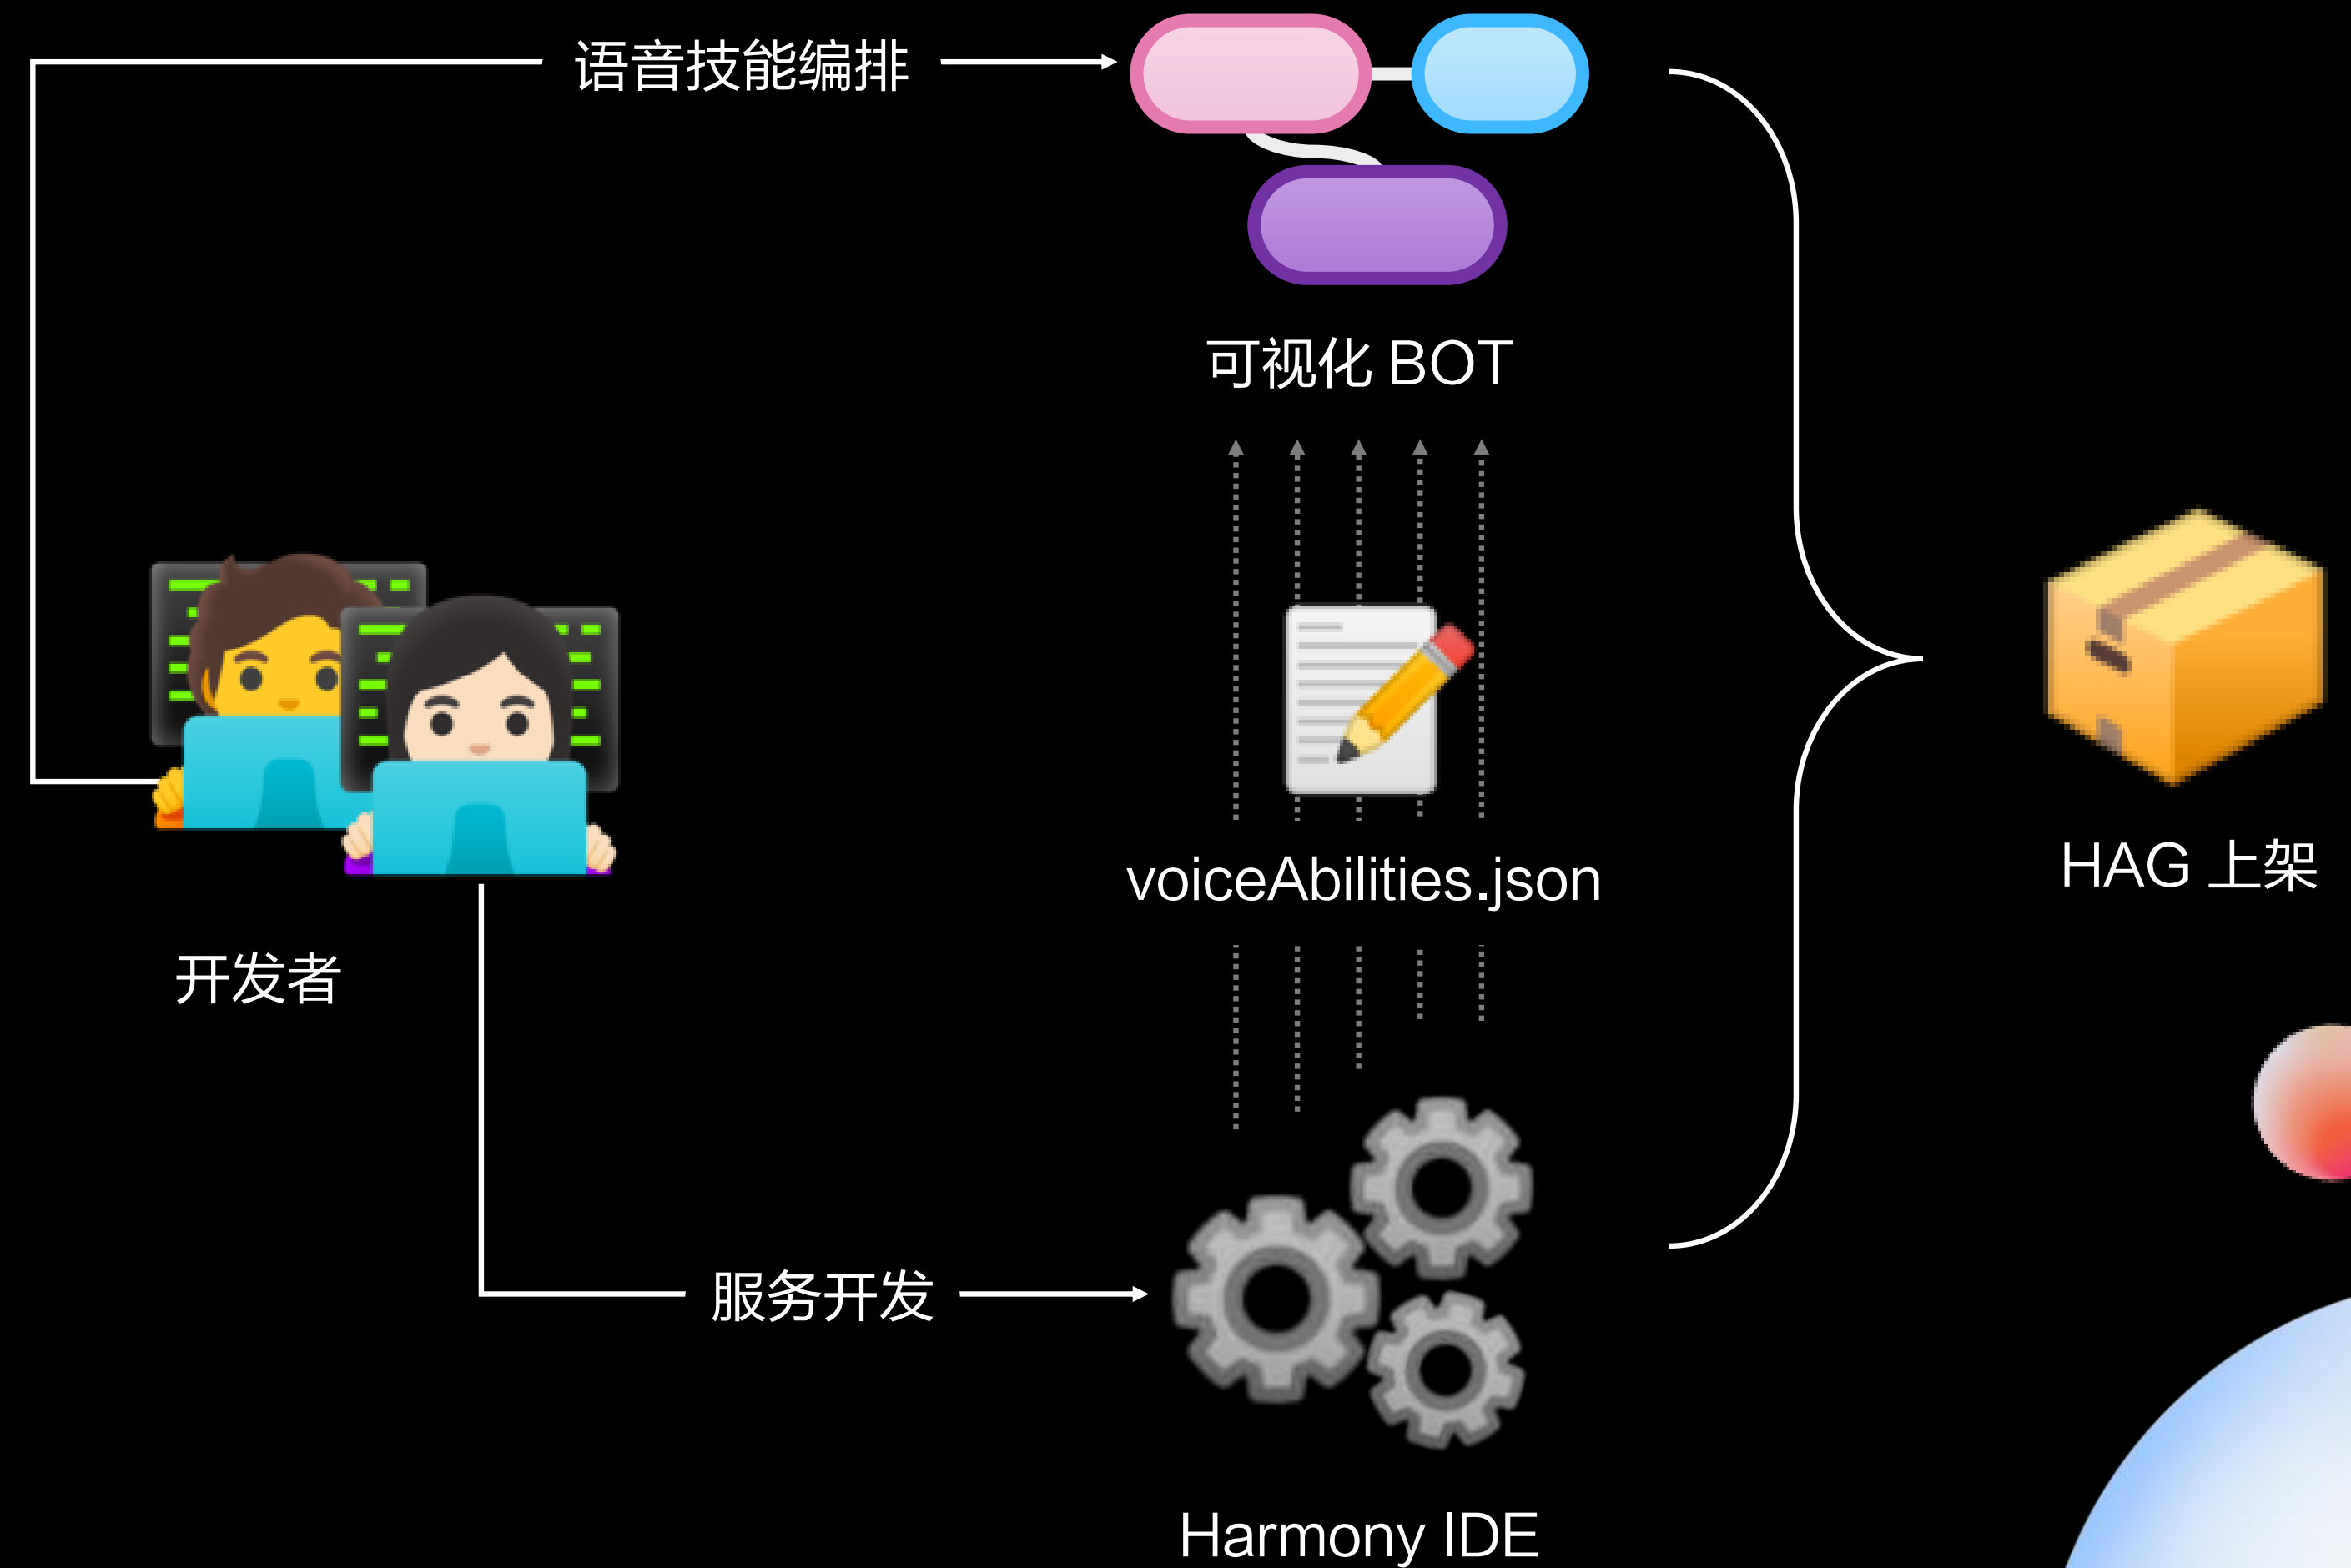 语音技能编排
可视化 BOT
voiceAbilities.json
HAG 上架
开发者
服务开发
Harmony IDE